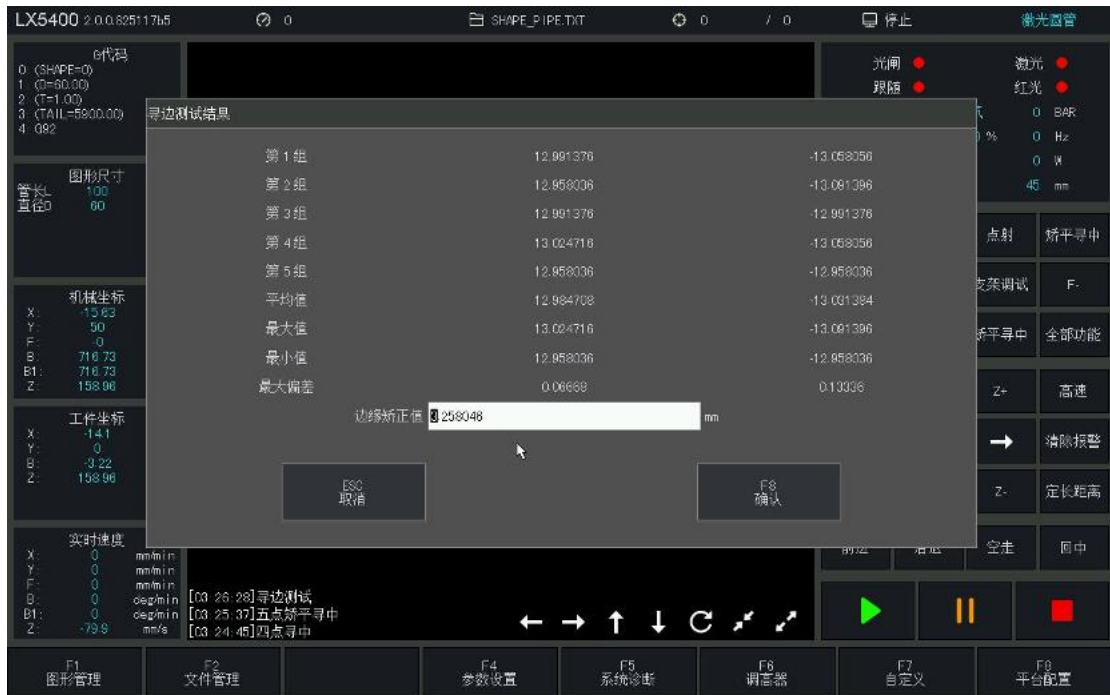 LX5400 2.0.0.825117b5 0 SHAPE_PIPE.TXT 0 / 0 停止 激光圆管
G代码
0 (SHAPE=0)
1 (D=60.00)
2 (T=1.00)
3 (TAIL=5900.00)
4 G92
图形尺寸
管长L 100
直径D 60
机械坐标
X: -15.63
Y: 50
F: -0
B: 716.73
B1: 716.73
Z: 158.96
工件坐标
X: -14.1
Y: 0
B: -3.22
Z: 158.96
实时速度
X: 0 mm/min
Y: 0 mm/min
F: 0 mm/min
B: 0 deg/min
B1: 0 deg/min
Z: -79.9 mm/s
寻边测试结果
第 1 组 12.991376 -13.058056
第 2 组 12.958036 -13.091396
第 3 组 12.991376 -12.991376
第 4 组 13.024716 -13.058056
第 5 组 12.958036 -12.958036
平均值 12.984708 -13.031384
最大值 13.024716 -13.091396
最小值 12.958036 -12.958036
最大偏差 0.06668 0.13336
边缘矫正值 .258046 mm
ESC
取消
F8
确认
[03:26:28]寻边测试
[03:25:37]五点矫平寻中
[03:24:45]四点寻中
光闸 激光
跟随 红光
0 BAR
% 0 Hz
0 W
45 mm
点射 矫平寻中
支架调试 F-
矫平寻中 全部功能
Z+ 高速
清除报警
Z- 定长距离
空走 回中
F1
图形管理
F2
文件管理
F4
参数设置
F5
系统诊断
F6
调高器
F7
自定义
F8
平台配置